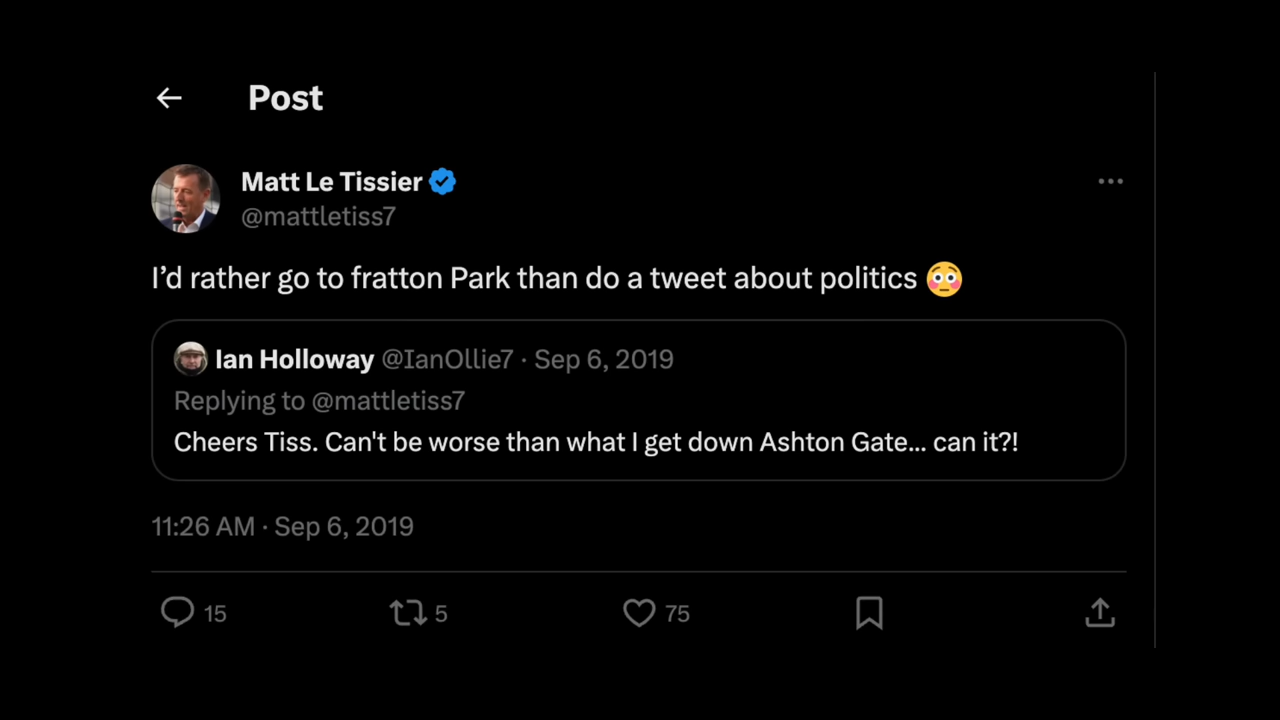 Post
Matt Le Tissier
@mattletiss7
I’d rather go to fratton Park than do a tweet about politics 😳
Ian Holloway @IanOllie7 · Sep 6, 2019
Replying to @mattletiss7
Cheers Tiss. Can't be worse than what I get down Ashton Gate... can it?!
11:26 AM · Sep 6, 2019
15 5 75